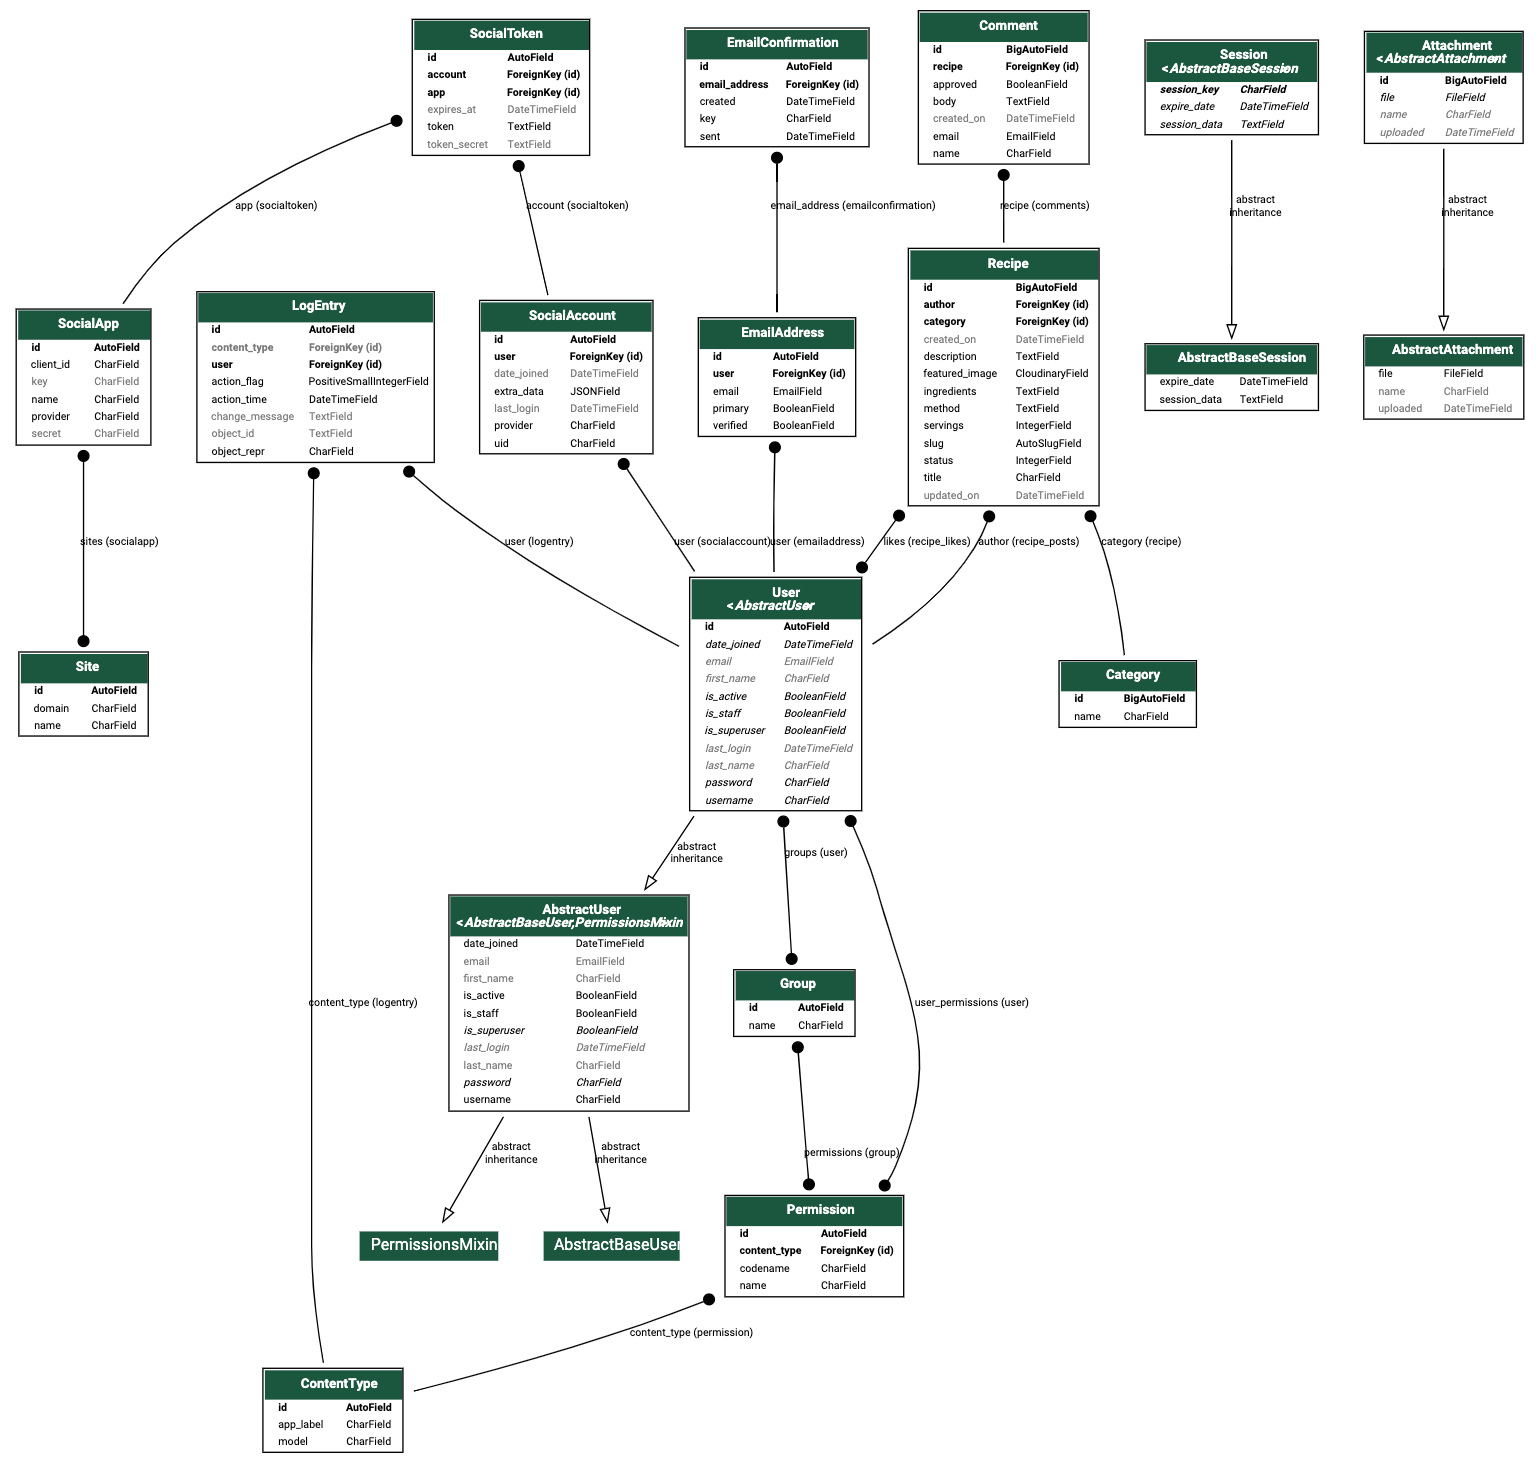 SocialToken
id AutoField
account ForeignKey (id)
app ForeignKey (id)
expires_at DateTimeField
token TextField
token_secret TextField
EmailConfirmation
id AutoField
email_address ForeignKey (id)
created DateTimeField
key CharField
sent DateTimeField
Comment
id BigAutoField
recipe ForeignKey (id)
approved BooleanField
body TextField
created_on DateTimeField
email EmailField
name CharField
Session
<AbstractBaseSession>
session_key CharField
expire_date DateTimeField
session_data TextField
Attachment
<AbstractAttachment>
id BigAutoField
file FileField
name CharField
uploaded DateTimeField
app (socialtoken)
account (socialtoken)
email_address (emailconfirmation)
recipe (comments)
abstract
inheritance
abstract
inheritance
SocialApp
id AutoField
client_id CharField
key CharField
name CharField
provider CharField
secret CharField
LogEntry
id AutoField
content_type ForeignKey (id)
user ForeignKey (id)
action_flag PositiveSmallIntegerField
action_time DateTimeField
change_message TextField
object_id TextField
object_repr CharField
SocialAccount
id AutoField
user ForeignKey (id)
date_joined DateTimeField
extra_data JSONField
last_login DateTimeField
provider CharField
uid CharField
EmailAddress
id AutoField
user ForeignKey (id)
email EmailField
primary BooleanField
verified BooleanField
Recipe
id BigAutoField
author ForeignKey (id)
category ForeignKey (id)
created_on DateTimeField
description TextField
featured_image CloudinaryField
ingredients TextField
method TextField
servings IntegerField
slug AutoSlugField
status IntegerField
title CharField
updated_on DateTimeField
AbstractBaseSession
expire_date DateTimeField
session_data TextField
AbstractAttachment
file FileField
name CharField
uploaded DateTimeField
sites (socialapp)
user (logentry)
user (socialaccount)
user (emailaddress)
likes (recipe_likes)
author (recipe_posts)
category (recipe)
Site
id AutoField
domain CharField
name CharField
User
<AbstractUser>
id AutoField
date_joined DateTimeField
email EmailField
first_name CharField
is_active BooleanField
is_staff BooleanField
is_superuser BooleanField
last_login DateTimeField
last_name CharField
password CharField
username CharField
Category
id BigAutoField
name CharField
abstract
inheritance
groups (user)
AbstractUser
<AbstractBaseUser,PermissionsMixin>
date_joined DateTimeField
email EmailField
first_name CharField
is_active BooleanField
is_staff BooleanField
is_superuser BooleanField
last_login DateTimeField
last_name CharField
password CharField
username CharField
Group
id AutoField
name CharField
content_type (logentry)
user_permissions (user)
abstract
inheritance
abstract
inheritance
permissions (group)
PermissionsMixin
AbstractBaseUser
Permission
id AutoField
content_type ForeignKey (id)
codename CharField
name CharField
content_type (permission)
ContentType
id AutoField
app_label CharField
model CharField